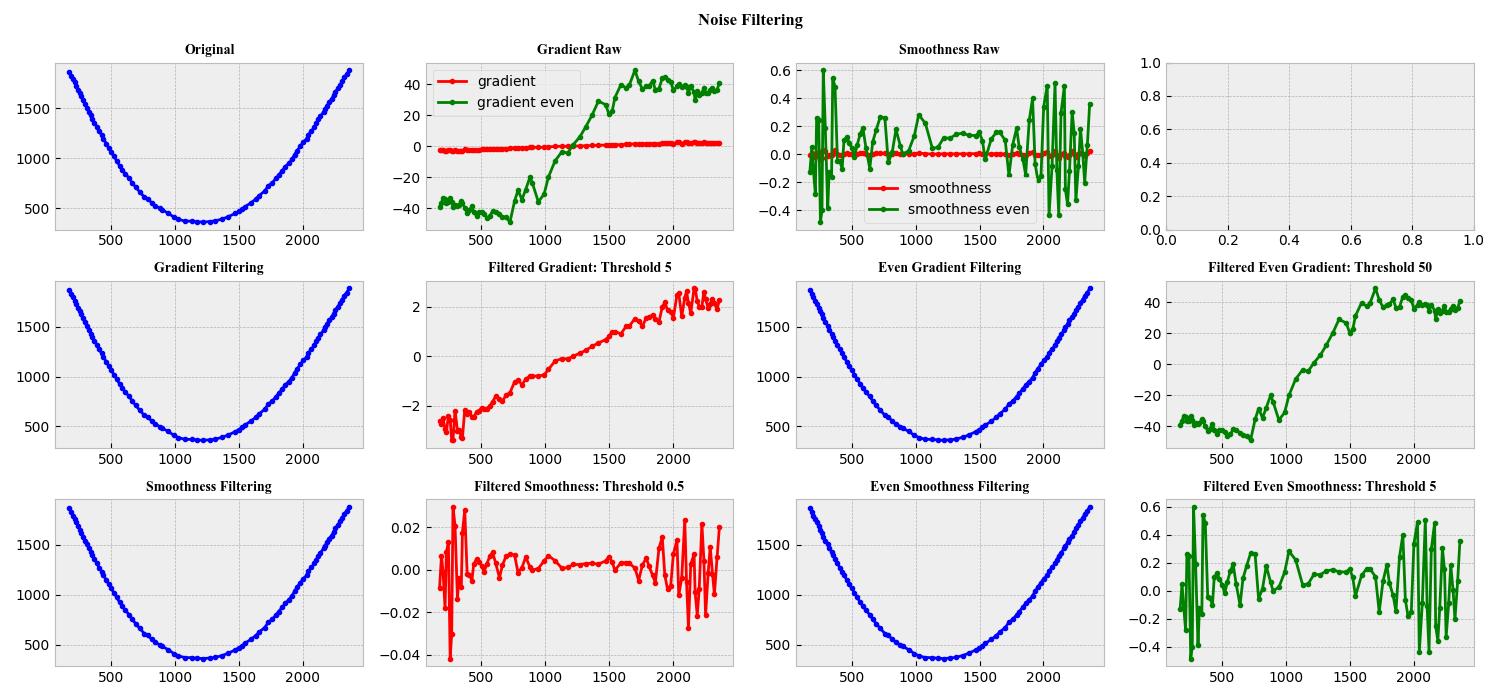 Noise Filtering
Original
Gradient Raw
Smoothness Raw
1500
1000
500
500 1000 1500 2000
gradient
gradient even
40
20
0
−20
−40
500 1000 1500 2000
0.6
0.4
0.2
0.0
−0.2
−0.4
smoothness
smoothness even
500 1000 1500 2000
1.0
0.8
0.6
0.4
0.2
0.0
0.0 0.2 0.4 0.6 0.8 1.0
Gradient Filtering
Filtered Gradient: Threshold 5
Even Gradient Filtering
Filtered Even Gradient: Threshold 50
1500
1000
500
500 1000 1500 2000
2
0
−2
500 1000 1500 2000
1500
1000
500
500 1000 1500 2000
40
20
0
−20
−40
500 1000 1500 2000
Smoothness Filtering
Filtered Smoothness: Threshold 0.5
Even Smoothness Filtering
Filtered Even Smoothness: Threshold 5
1500
1000
500
500 1000 1500 2000
0.02
0.00
−0.02
−0.04
500 1000 1500 2000
1500
1000
500
500 1000 1500 2000
0.6
0.4
0.2
0.0
−0.2
−0.4
500 1000 1500 2000